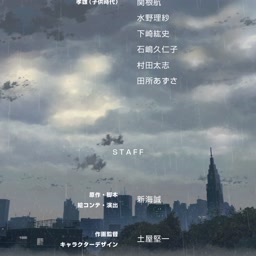 孝雄（子供時代）　関根航
水野理紗
下崎紘史
石嶋久仁子
村田太志
田所あずさ
STAFF
原作・脚本
絵コンテ・演出　新海誠
作画監督
キャラクターデザイン　土屋堅一